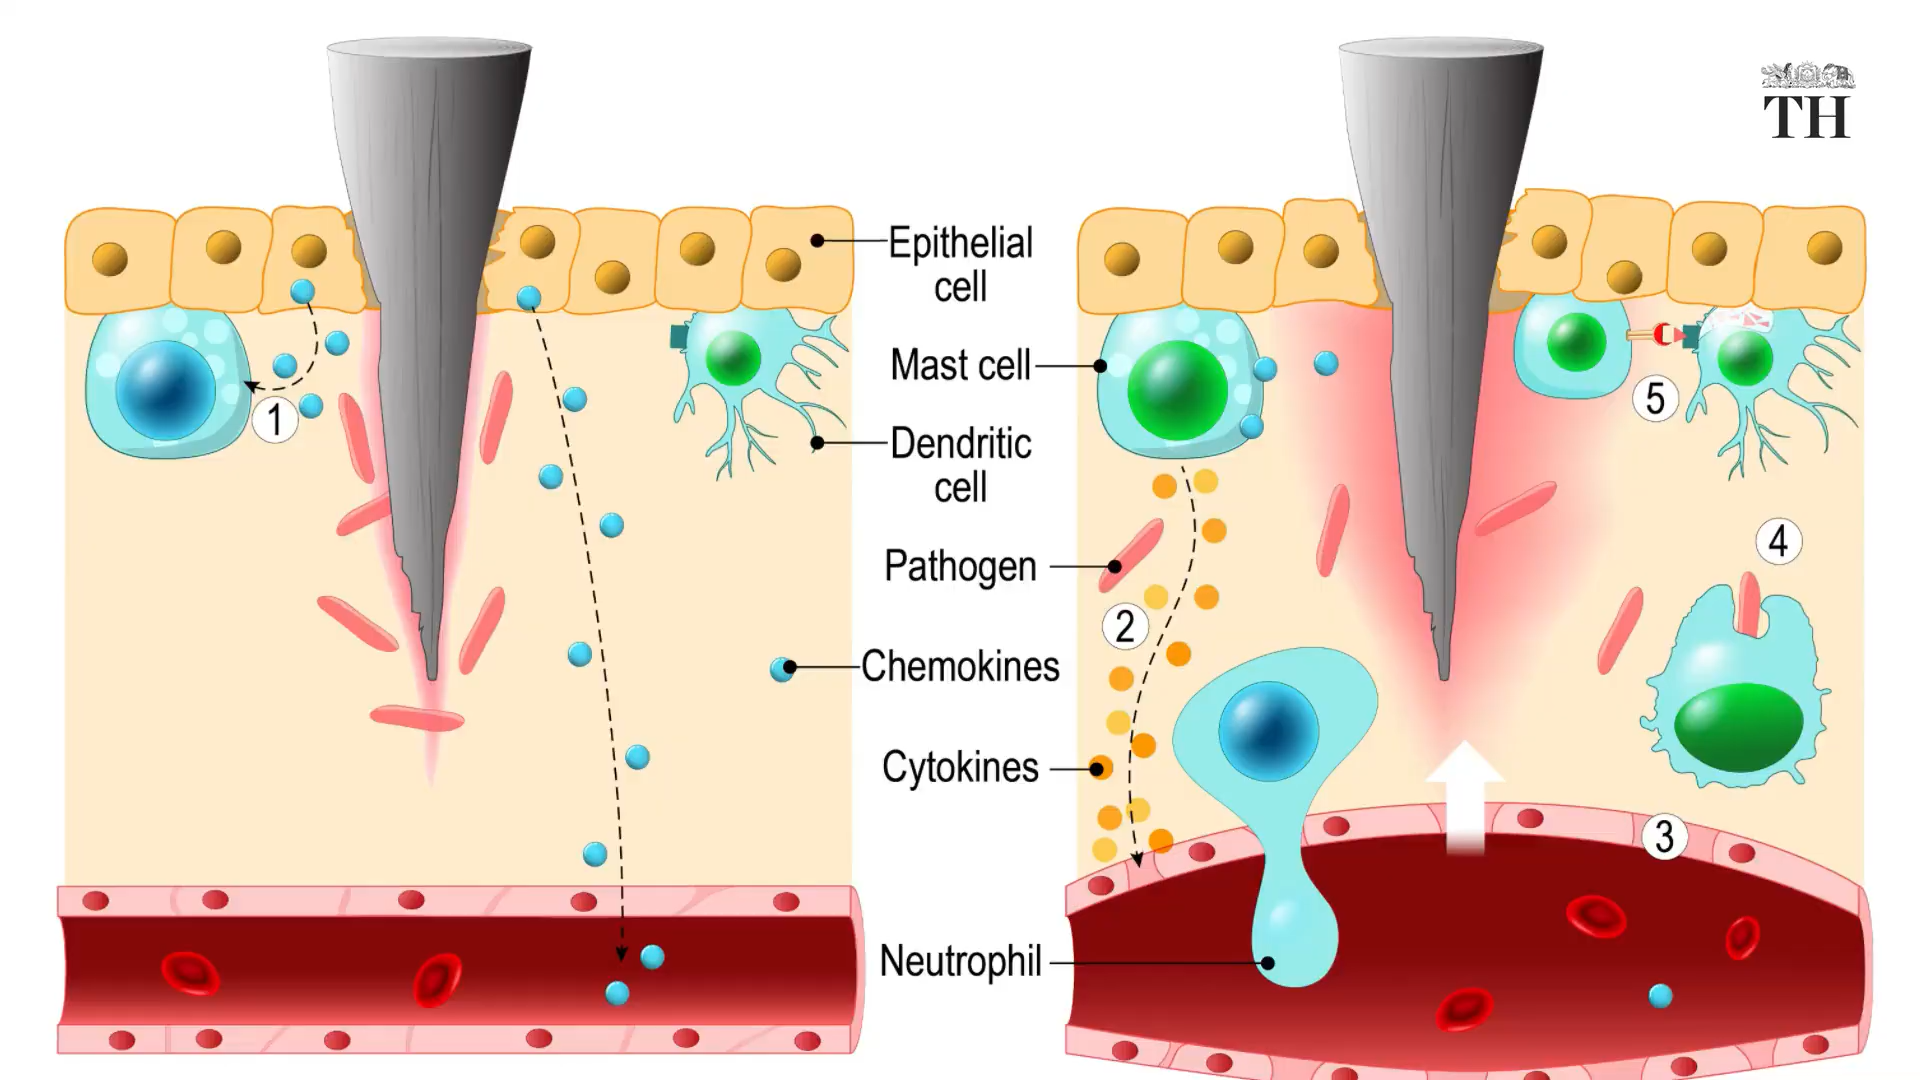 TH
Epithelial
cell
Mast cell
Dendritic
cell
Pathogen
Chemokines
Cytokines
Neutrophil
1
2
3
4
5